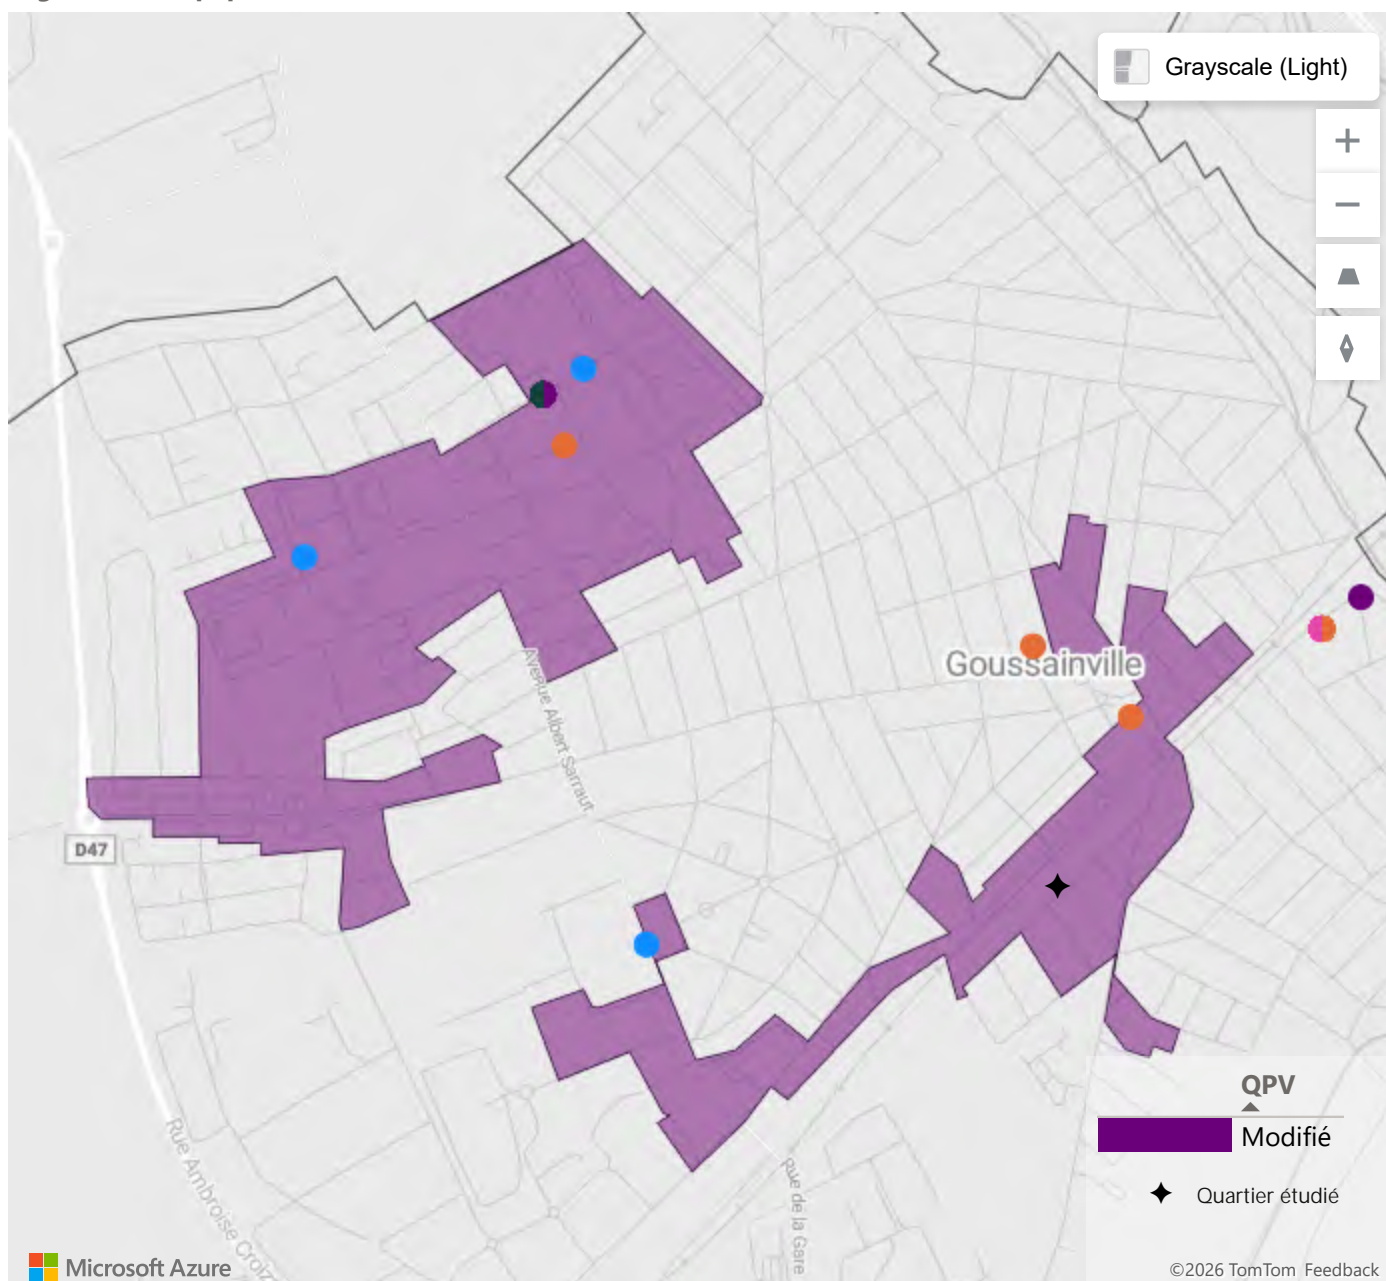 Grayscale (Light)
Goussainville
Avenue Albert Sarraut
D47
QPV
Modifié
Quartier étudié
Rue Ambroise Croiz
Rue de la Gare
Microsoft Azure
©2026 TomTom Feedback